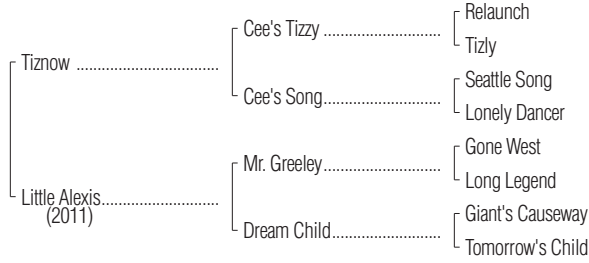 Relaunch
Cee's Tizzy ..............................
Tizly
Tiznow ....................................
Seattle Song
Cee's Song..............................
Lonely Dancer
Gone West
Mr. Greeley..............................
Long Legend
Little Alexis..............................
(2011)
Giant's Causeway
Dream Child............................
Tomorrow's Child